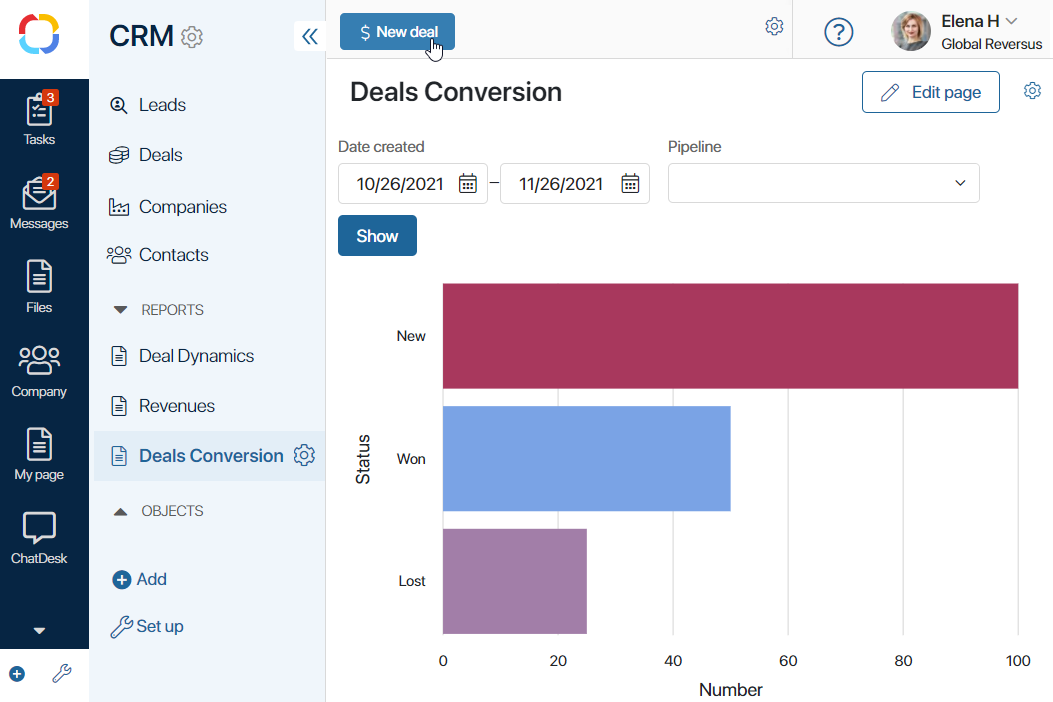 3
Tasks
2
Messages
Files
Company
My page
ChatDesk
CRM
Leads
Deals
Companies
Contacts
REPORTS
Deal Dynamics
Revenues
Deals Conversion
OBJECTS
Add
Set up
$ New deal
?
Elena H
Global Reversus
Deals Conversion
Edit page
Date created
Pipeline
10/26/2021 – 11/26/2021
Show
Status
New
Won
Lost
0 20 40 60 80 100
Number